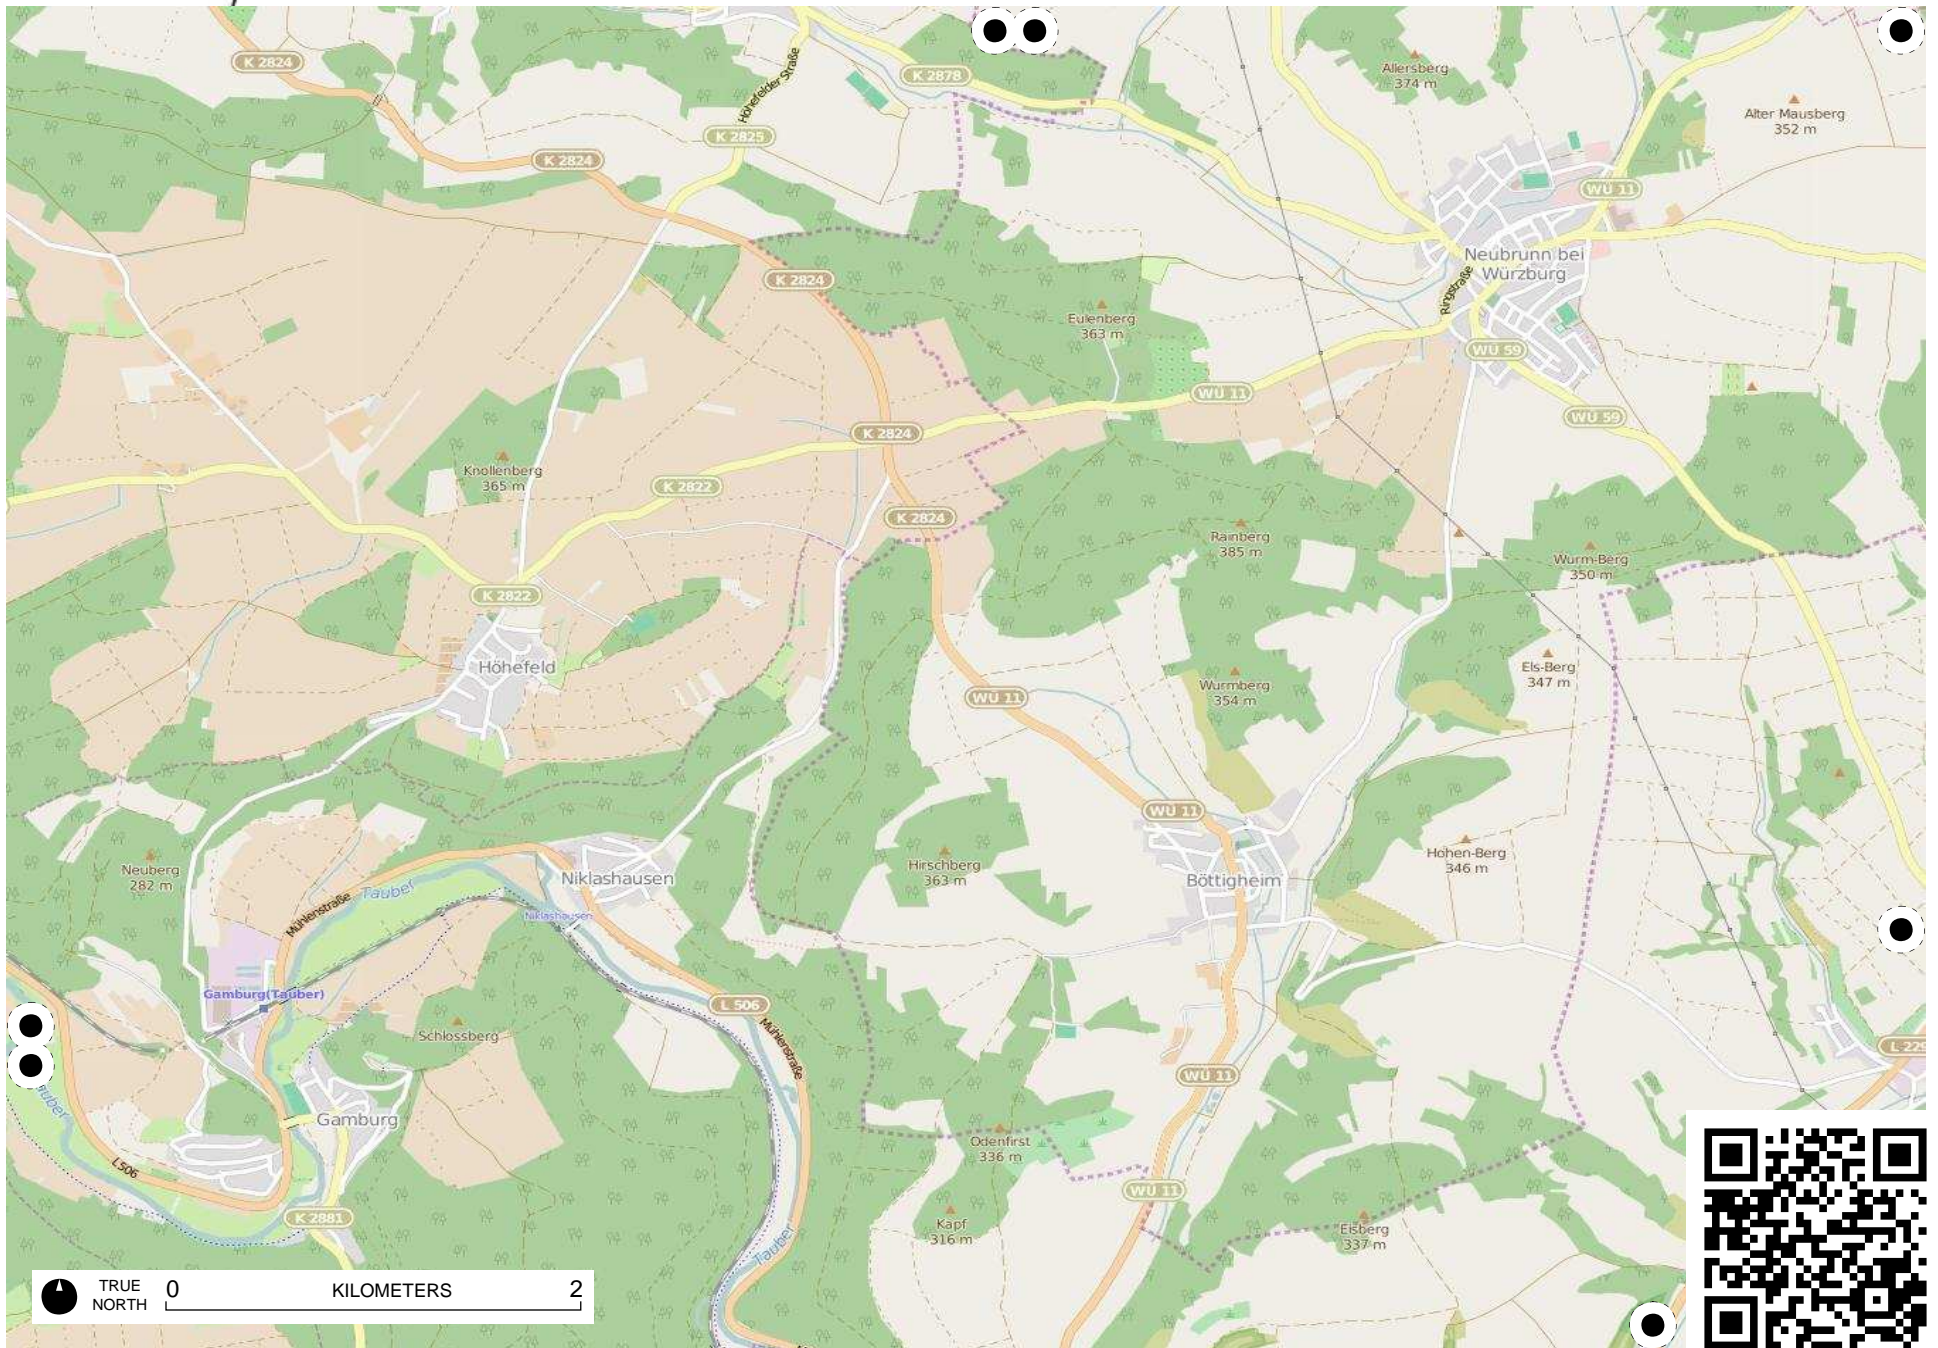 K 2824
Höhefelder Straße
K 2878
Allersberg
374 m
Alter Mausberg
352 m
K 2825
K 2824
WÜ 11
Neubrunn bei
Würzburg
K 2824
Ringstraße
Eulenberg
363 m
WÜ 59
WÜ 11
WÜ 59
K 2824
Knollenberg
365 m
K 2822
K 2824
Rainberg
385 m
Wurm-Berg
350 m
K 2822
Höhefeld
Els-Berg
347 m
Wurmberg
354 m
WÜ 11
WÜ 11
Neuberg
282 m
Niklashausen
Hirschberg
363 m
Böttigheim
Hohen-Berg
346 m
Tauber
Mühlenstraße
Niklashausen
Gamburg(Tauber)
L 506
Mühlenstraße
Schlossberg
WÜ 11
Gamburg
L 506
Odenfirst
336 m
WÜ 11
K 2881
Kapf
316 m
Eisberg
337 m
Tauber
TRUE
NORTH
0 KILOMETERS 2